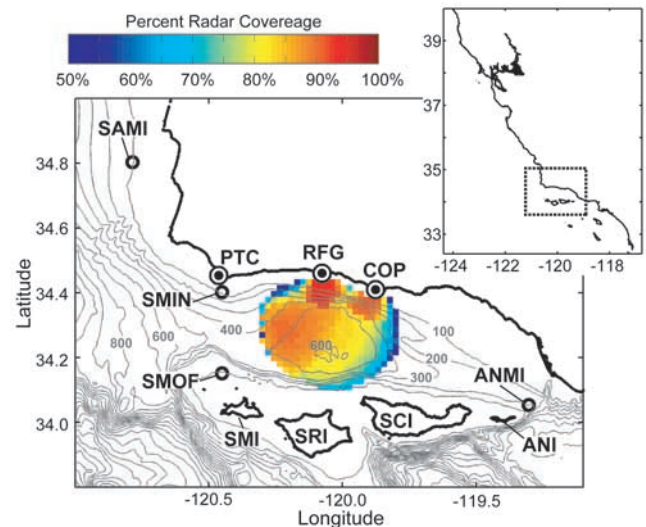 Percent Radar Covereage
50% 60% 70% 80% 90% 100%
39
37
35
33
-124 -122 -120 -118
SAMI
34.8
34.6
PTC RFG COP
34.4
SMIN
400 100
600 600 200
800 300
34.2
SMOF
ANMI
34.0
SMI SRI SCI ANI
-120.5 -120.0 -119.5
Latitude
Longitude